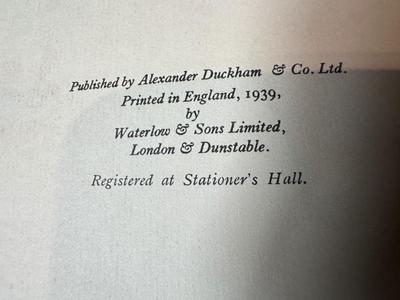 Published by Alexander Duckham & Co. Ltd.
Printed in England, 1939,
by
Waterlow & Sons Limited,
London & Dunstable.
Registered at Stationer's Hall.